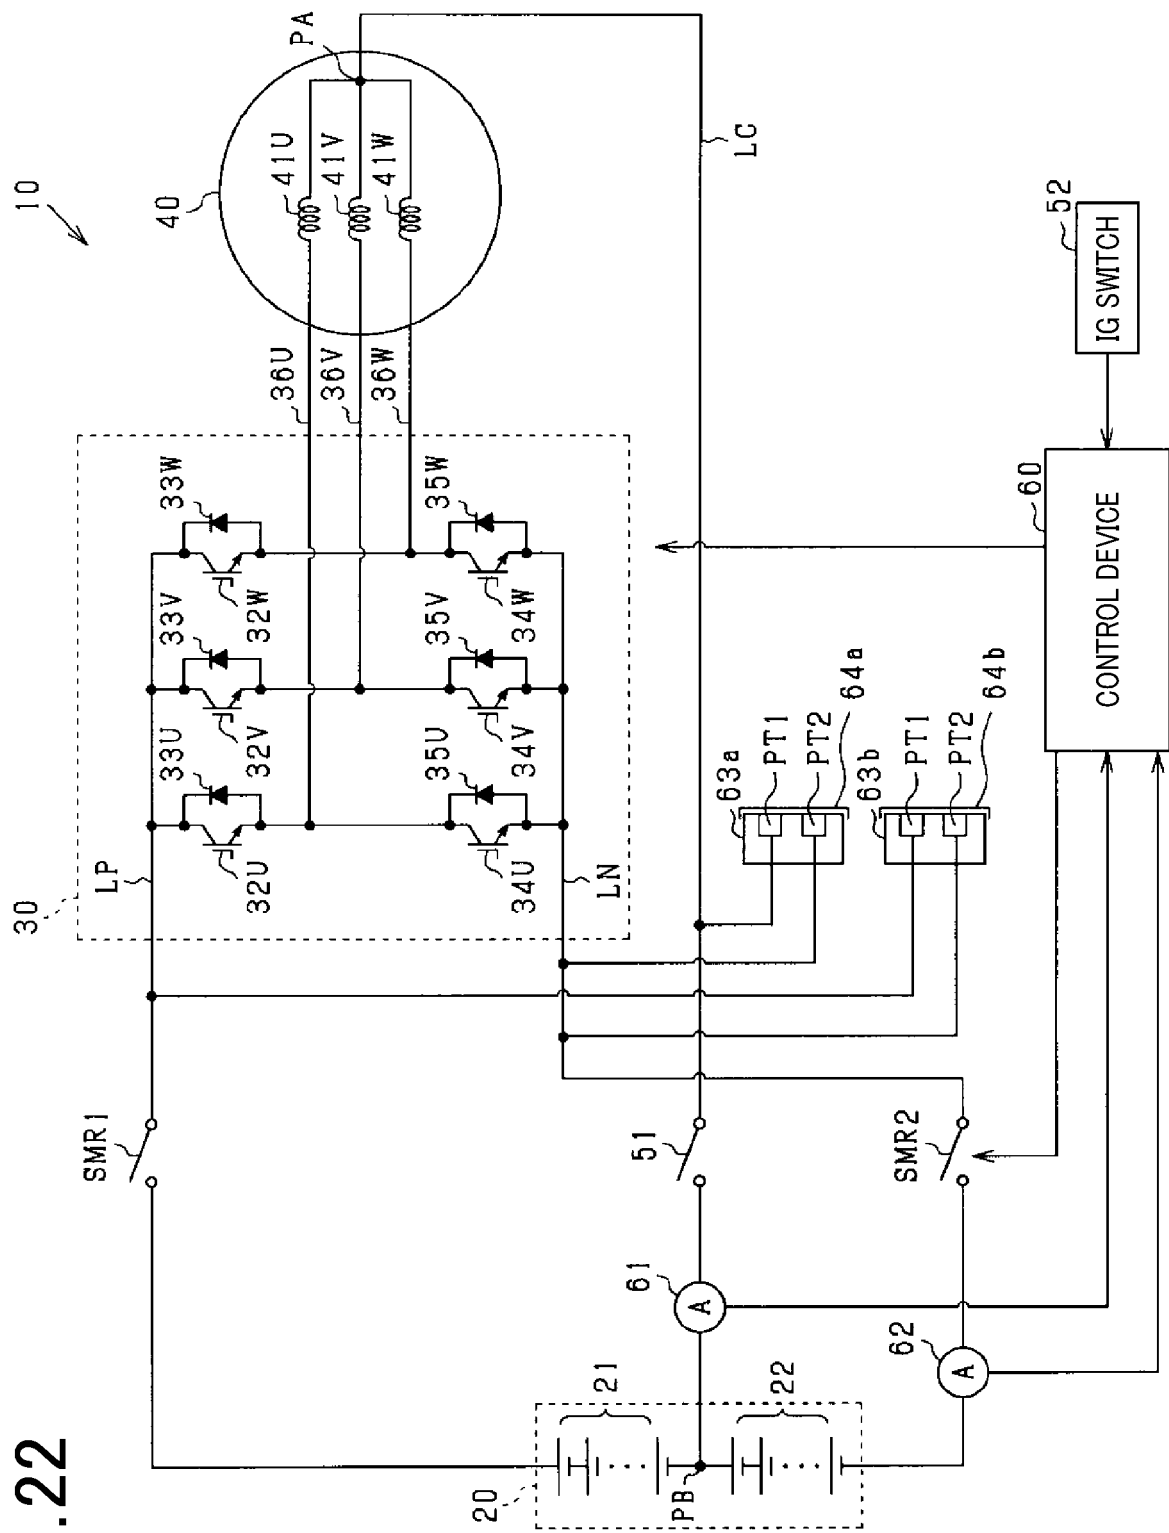 .22
10
40
PA
41U
41V
41W
36U
36V
36W
LC
30
LP
33U
33V
33W
32U
32V
32W
35U
35V
35W
34U
34V
34W
LN
SMR1
51
SMR2
61
A
62
A
20
21
22
PB
63a
PT1
PT2
64a
63b
PT1
PT2
64b
60
CONTROL DEVICE
52
IG SWITCH